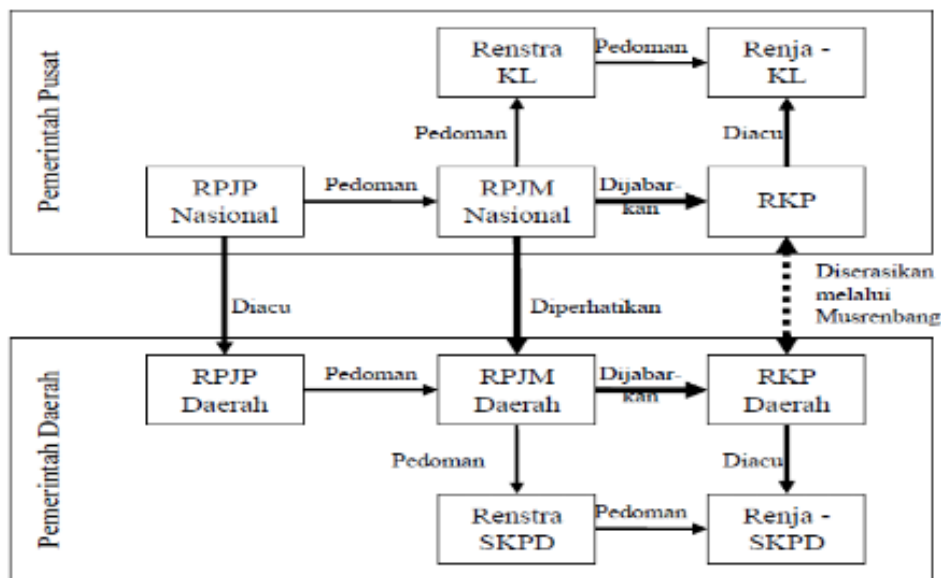 Pemerintah Pusat
Renstra
KL
Pedoman
Renja -
KL
Pedoman
Diacu
RPJP
Nasional
Pedoman
RPJM
Nasional
Dijabar-
kan
RKP
Diacu
Diperhatikan
Diserasikan
melalui
Musrenbang
Pemerintah Daerah
RPJP
Daerah
Pedoman
RPJM
Daerah
Dijabar-
kan
RKP
Daerah
Pedoman
Diacu
Renstra
SKPD
Pedoman
Renja -
SKPD